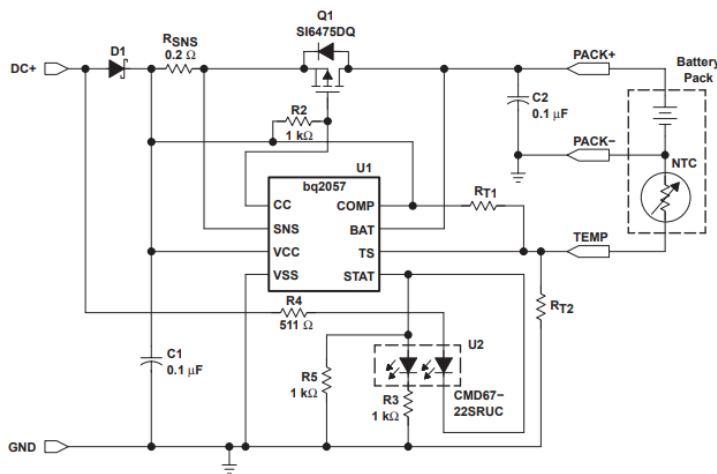 Q1
SI6475DQ
D1
RSNS
0.2 Ω
DC+
PACK+
Battery
Pack
C2
0.1 μF
R2
1 kΩ
PACK−
NTC
U1
bq2057
CC
COMP
RT1
SNS
BAT
VCC
TS
TEMP
VSS
STAT
R4
511 Ω
RT2
U2
C1
0.1 μF
R5
1 kΩ
R3
1 kΩ
CMD67−
22SRUC
GND